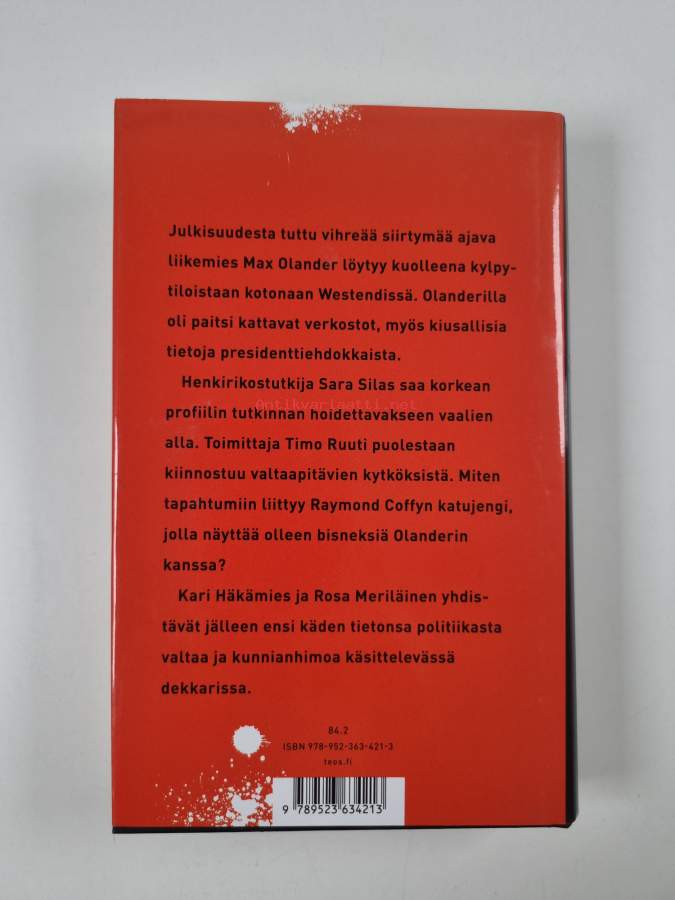 Julkisuudesta tuttu vihreää siirtymää ajava
liikemies Max Olander löytyy kuolleena kylpy-
tiloistaan kotonaan Westendissä. Olanderilla
oli paitsi kattavat verkostot, myös kiusallisia
tietoja presidenttiehdokkaista.
Henkirikostutkija Sara Silas saa korkean
Antikvariaatti.net
profiilin tutkinnan hoidettavakseen vaalien
alla. Toimittaja Timo Ruuti puolestaan
kiinnostuu valtaapitävien kytköksistä. Miten
tapahtumiin liittyy Raymond Coffyn katujengi,
jolla näyttää olleen bisneksiä Olanderin
kanssa?
Kari Häkämies ja Rosa Meriläinen yhdis-
tävät jälleen ensi käden tietonsa politiikasta
valtaa ja kunnianhimoa käsittelevässä
dekkarissa.
84.2
ISBN 978-952-363-421-3
teos.fi
9 789523 634213